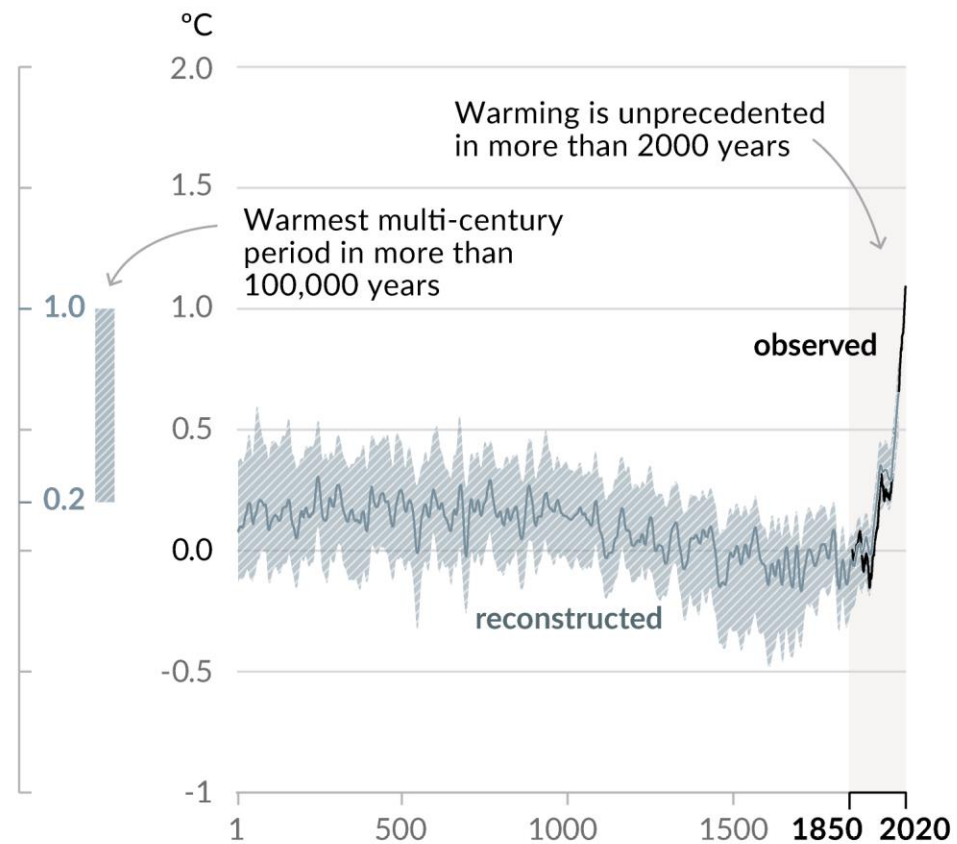 °C
2.0
Warming is unprecedented
in more than 2000 years
1.5
Warmest multi-century
period in more than
100,000 years
1.0
1.0
observed
0.5
0.2
0.0
reconstructed
-0.5
-1
1 500 1000 1500 1850 2020